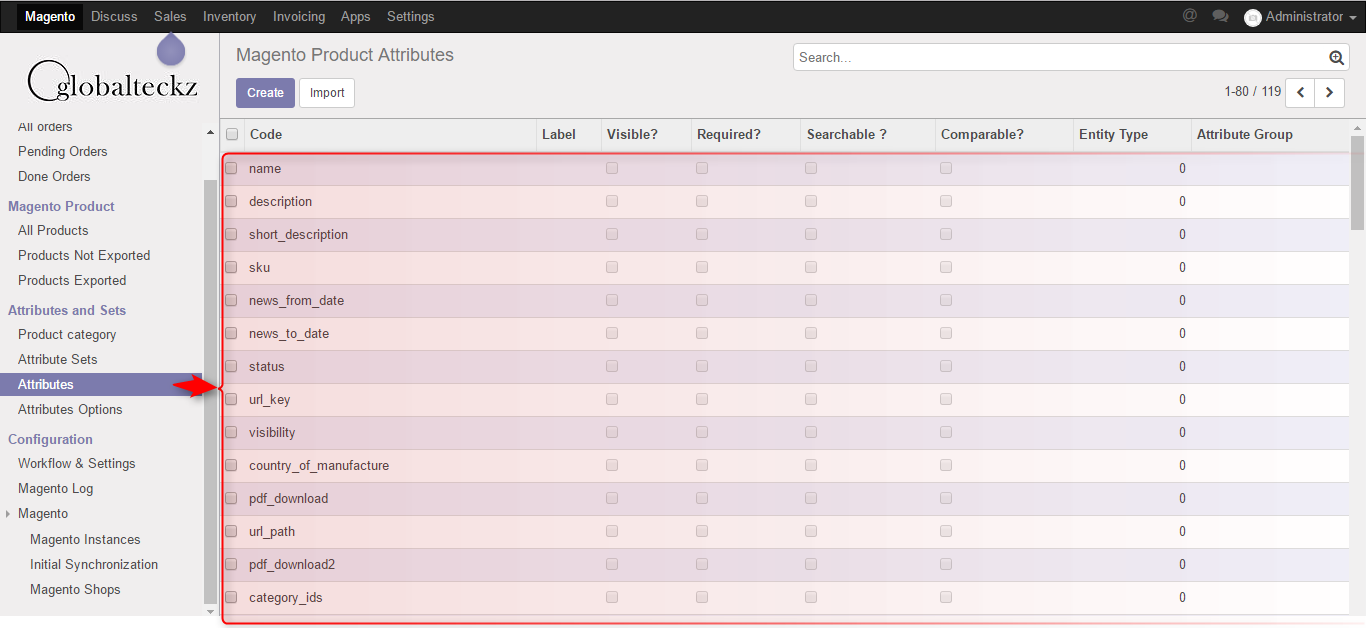 Magento Discuss Sales Inventory Invoicing Apps Settings @ Administrator
globalteckz
All orders
Pending Orders
Done Orders
Magento Product
All Products
Products Not Exported
Products Exported
Attributes and Sets
Product category
Attribute Sets
Attributes
Attributes Options
Configuration
Workflow & Settings
Magento Log
Magento
Magento Instances
Initial Synchronization
Magento Shops
Magento Product Attributes
Search...
Create Import
1-80 / 119
Code Label Visible? Required? Searchable ? Comparable? Entity Type Attribute Group
name 0
description 0
short_description 0
sku 0
news_from_date 0
news_to_date 0
status 0
url_key 0
visibility 0
country_of_manufacture 0
pdf_download 0
url_path 0
pdf_download2 0
category_ids 0